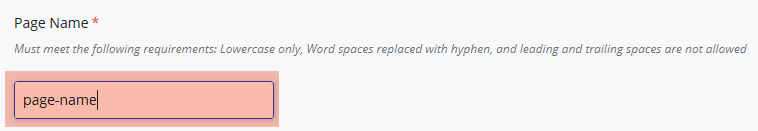 Page Name *
Must meet the following requirements: Lowercase only, Word spaces replaced with hyphen, and leading and trailing spaces are not allowed
page-name